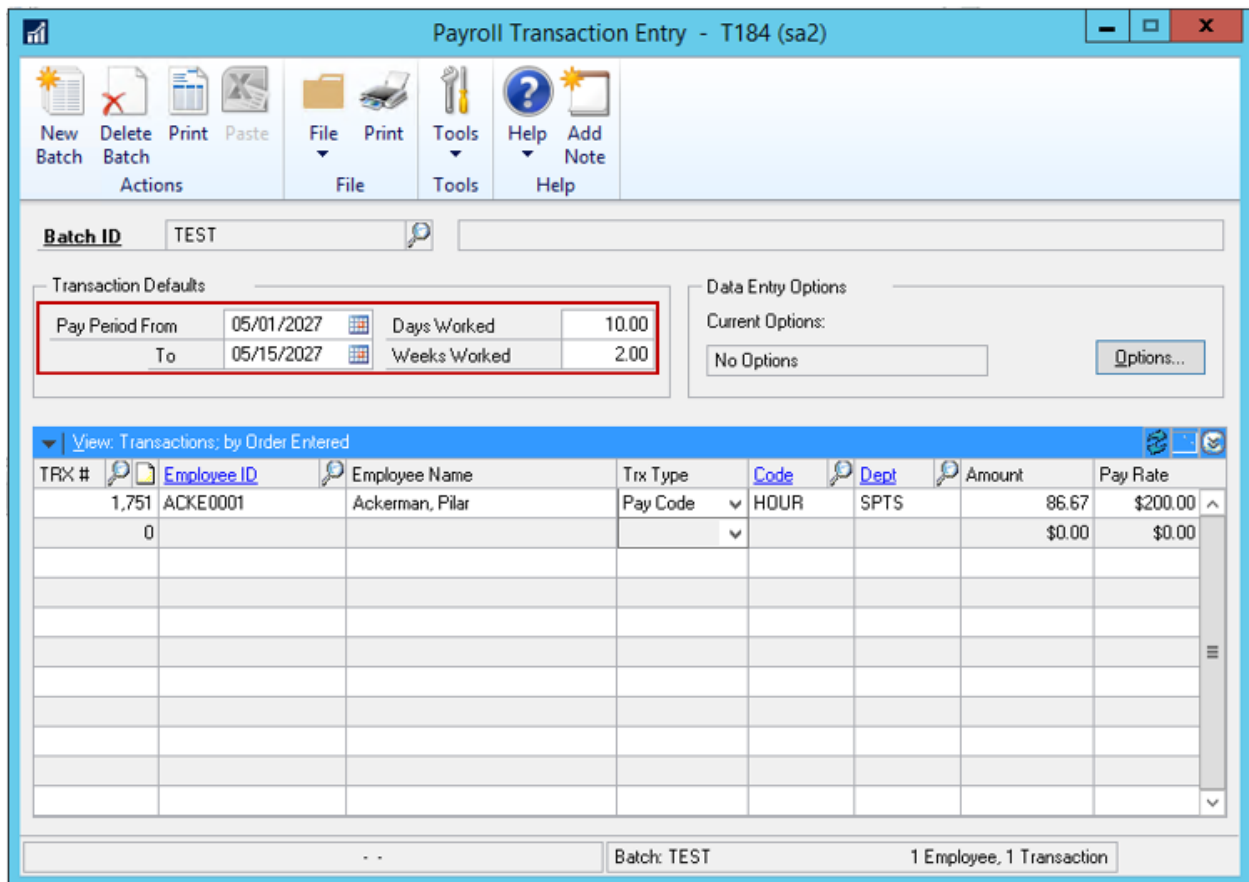 Payroll Transaction Entry - T184 (sa2)
New Batch
Delete Batch
Print
Paste
File
Print
Tools
Help
Add Note
Actions
File
Tools
Help
Batch ID TEST
Transaction Defaults
Pay Period From 05/01/2027 Days Worked 10.00
To 05/15/2027 Weeks Worked 2.00
Data Entry Options
Current Options:
No Options
Options...
View: Transactions; by Order Entered
TRX # Employee ID Employee Name Trx Type Code Dept Amount Pay Rate
1,751 ACKE0001 Ackerman, Pilar Pay Code HOUR SPTS 86.67 $200.00
0 $0.00 $0.00
- - Batch: TEST 1 Employee, 1 Transaction